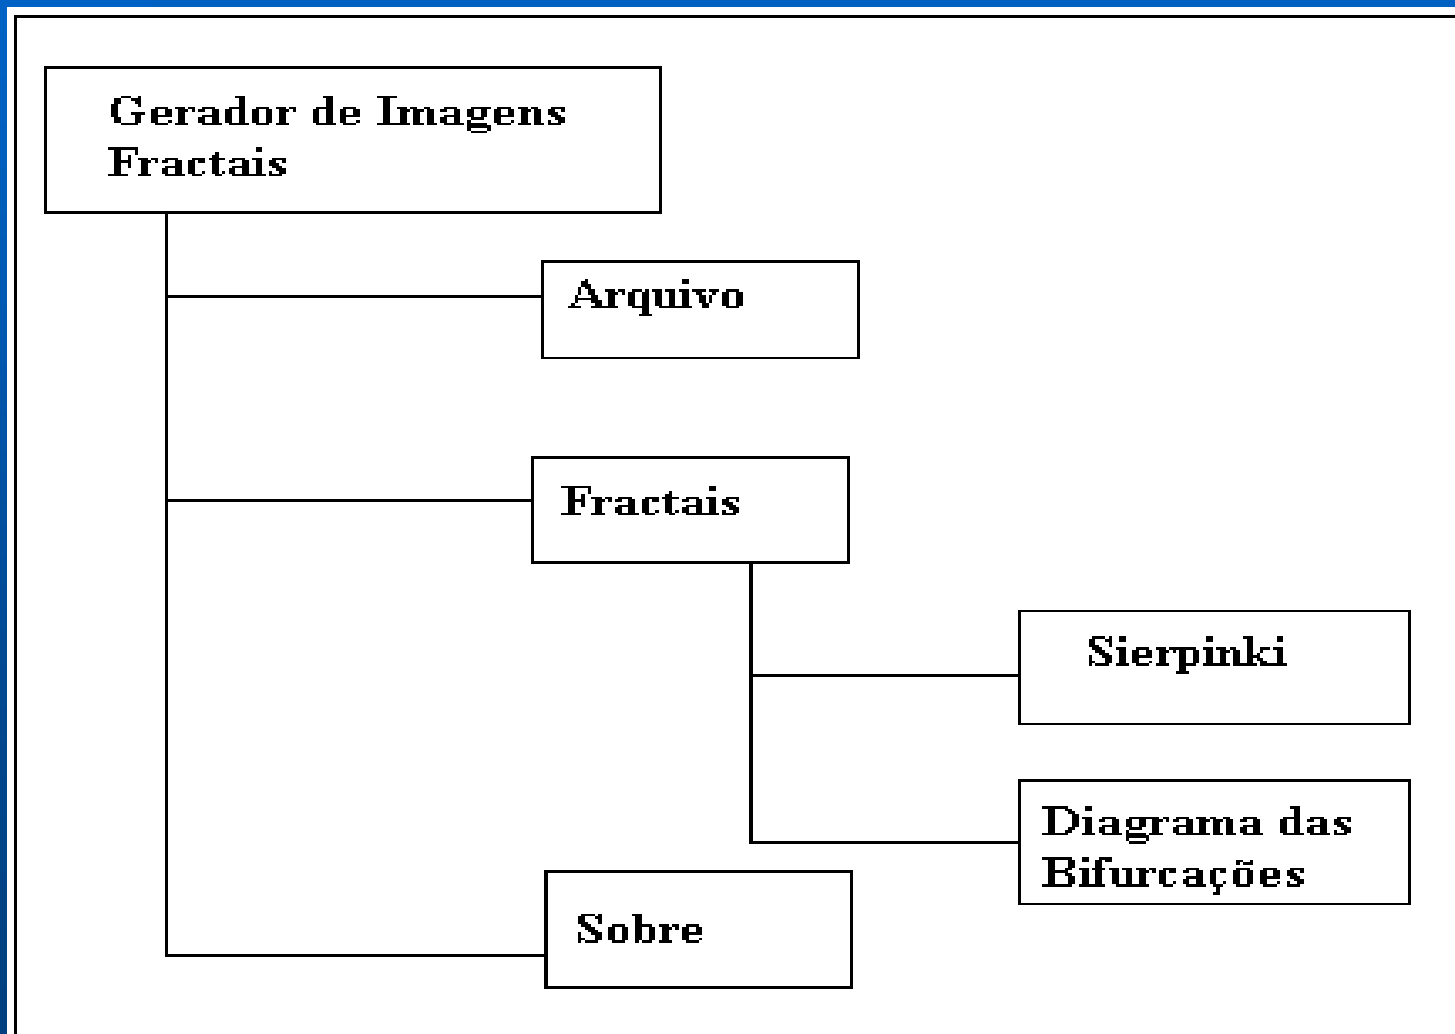 Gerador de Imagens
Fractais
Arquivo
Fractais
Sierpinki
Diagrama das
Bifurcações
Sobre